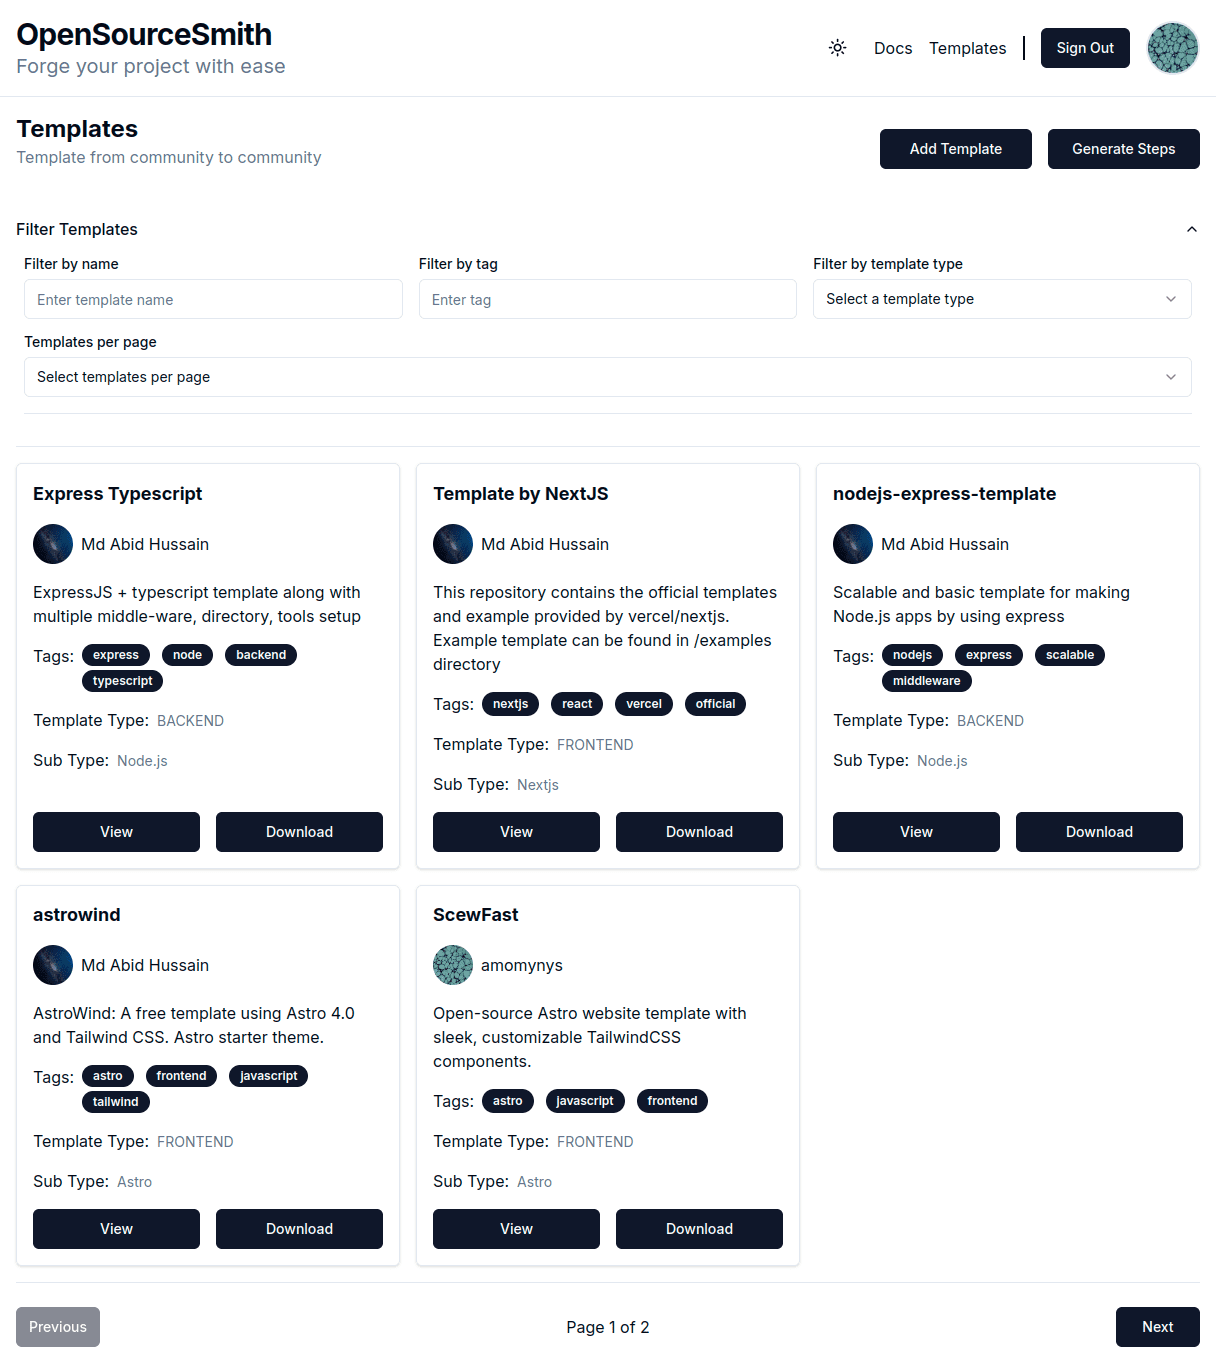 OpenSourceSmith
Forge your project with ease
Docs
Templates
Sign Out
Templates
Template from community to community
Add Template
Generate Steps
Filter Templates
Filter by name
Filter by tag
Filter by template type
Enter template name
Enter tag
Select a template type
Templates per page
Select templates per page
Express Typescript
Md Abid Hussain
ExpressJS + typescript template along with
multiple middle-ware, directory, tools setup
Tags: express node backend
typescript
Template Type: BACKEND
Sub Type: Node.js
View
Download
Template by NextJS
Md Abid Hussain
This repository contains the official templates
and example provided by vercel/nextjs.
Example template can be found in /examples
directory
Tags: nextjs react vercel official
Template Type: FRONTEND
Sub Type: Nextjs
View
Download
nodejs-express-template
Md Abid Hussain
Scalable and basic template for making
Node.js apps by using express
Tags: nodejs express scalable
middleware
Template Type: BACKEND
Sub Type: Node.js
View
Download
astrowind
Md Abid Hussain
AstroWind: A free template using Astro 4.0
and Tailwind CSS. Astro starter theme.
Tags: astro frontend javascript
tailwind
Template Type: FRONTEND
Sub Type: Astro
View
Download
ScewFast
amomynys
Open-source Astro website template with
sleek, customizable TailwindCSS
components.
Tags: astro javascript frontend
Template Type: FRONTEND
Sub Type: Astro
View
Download
Previous
Page 1 of 2
Next